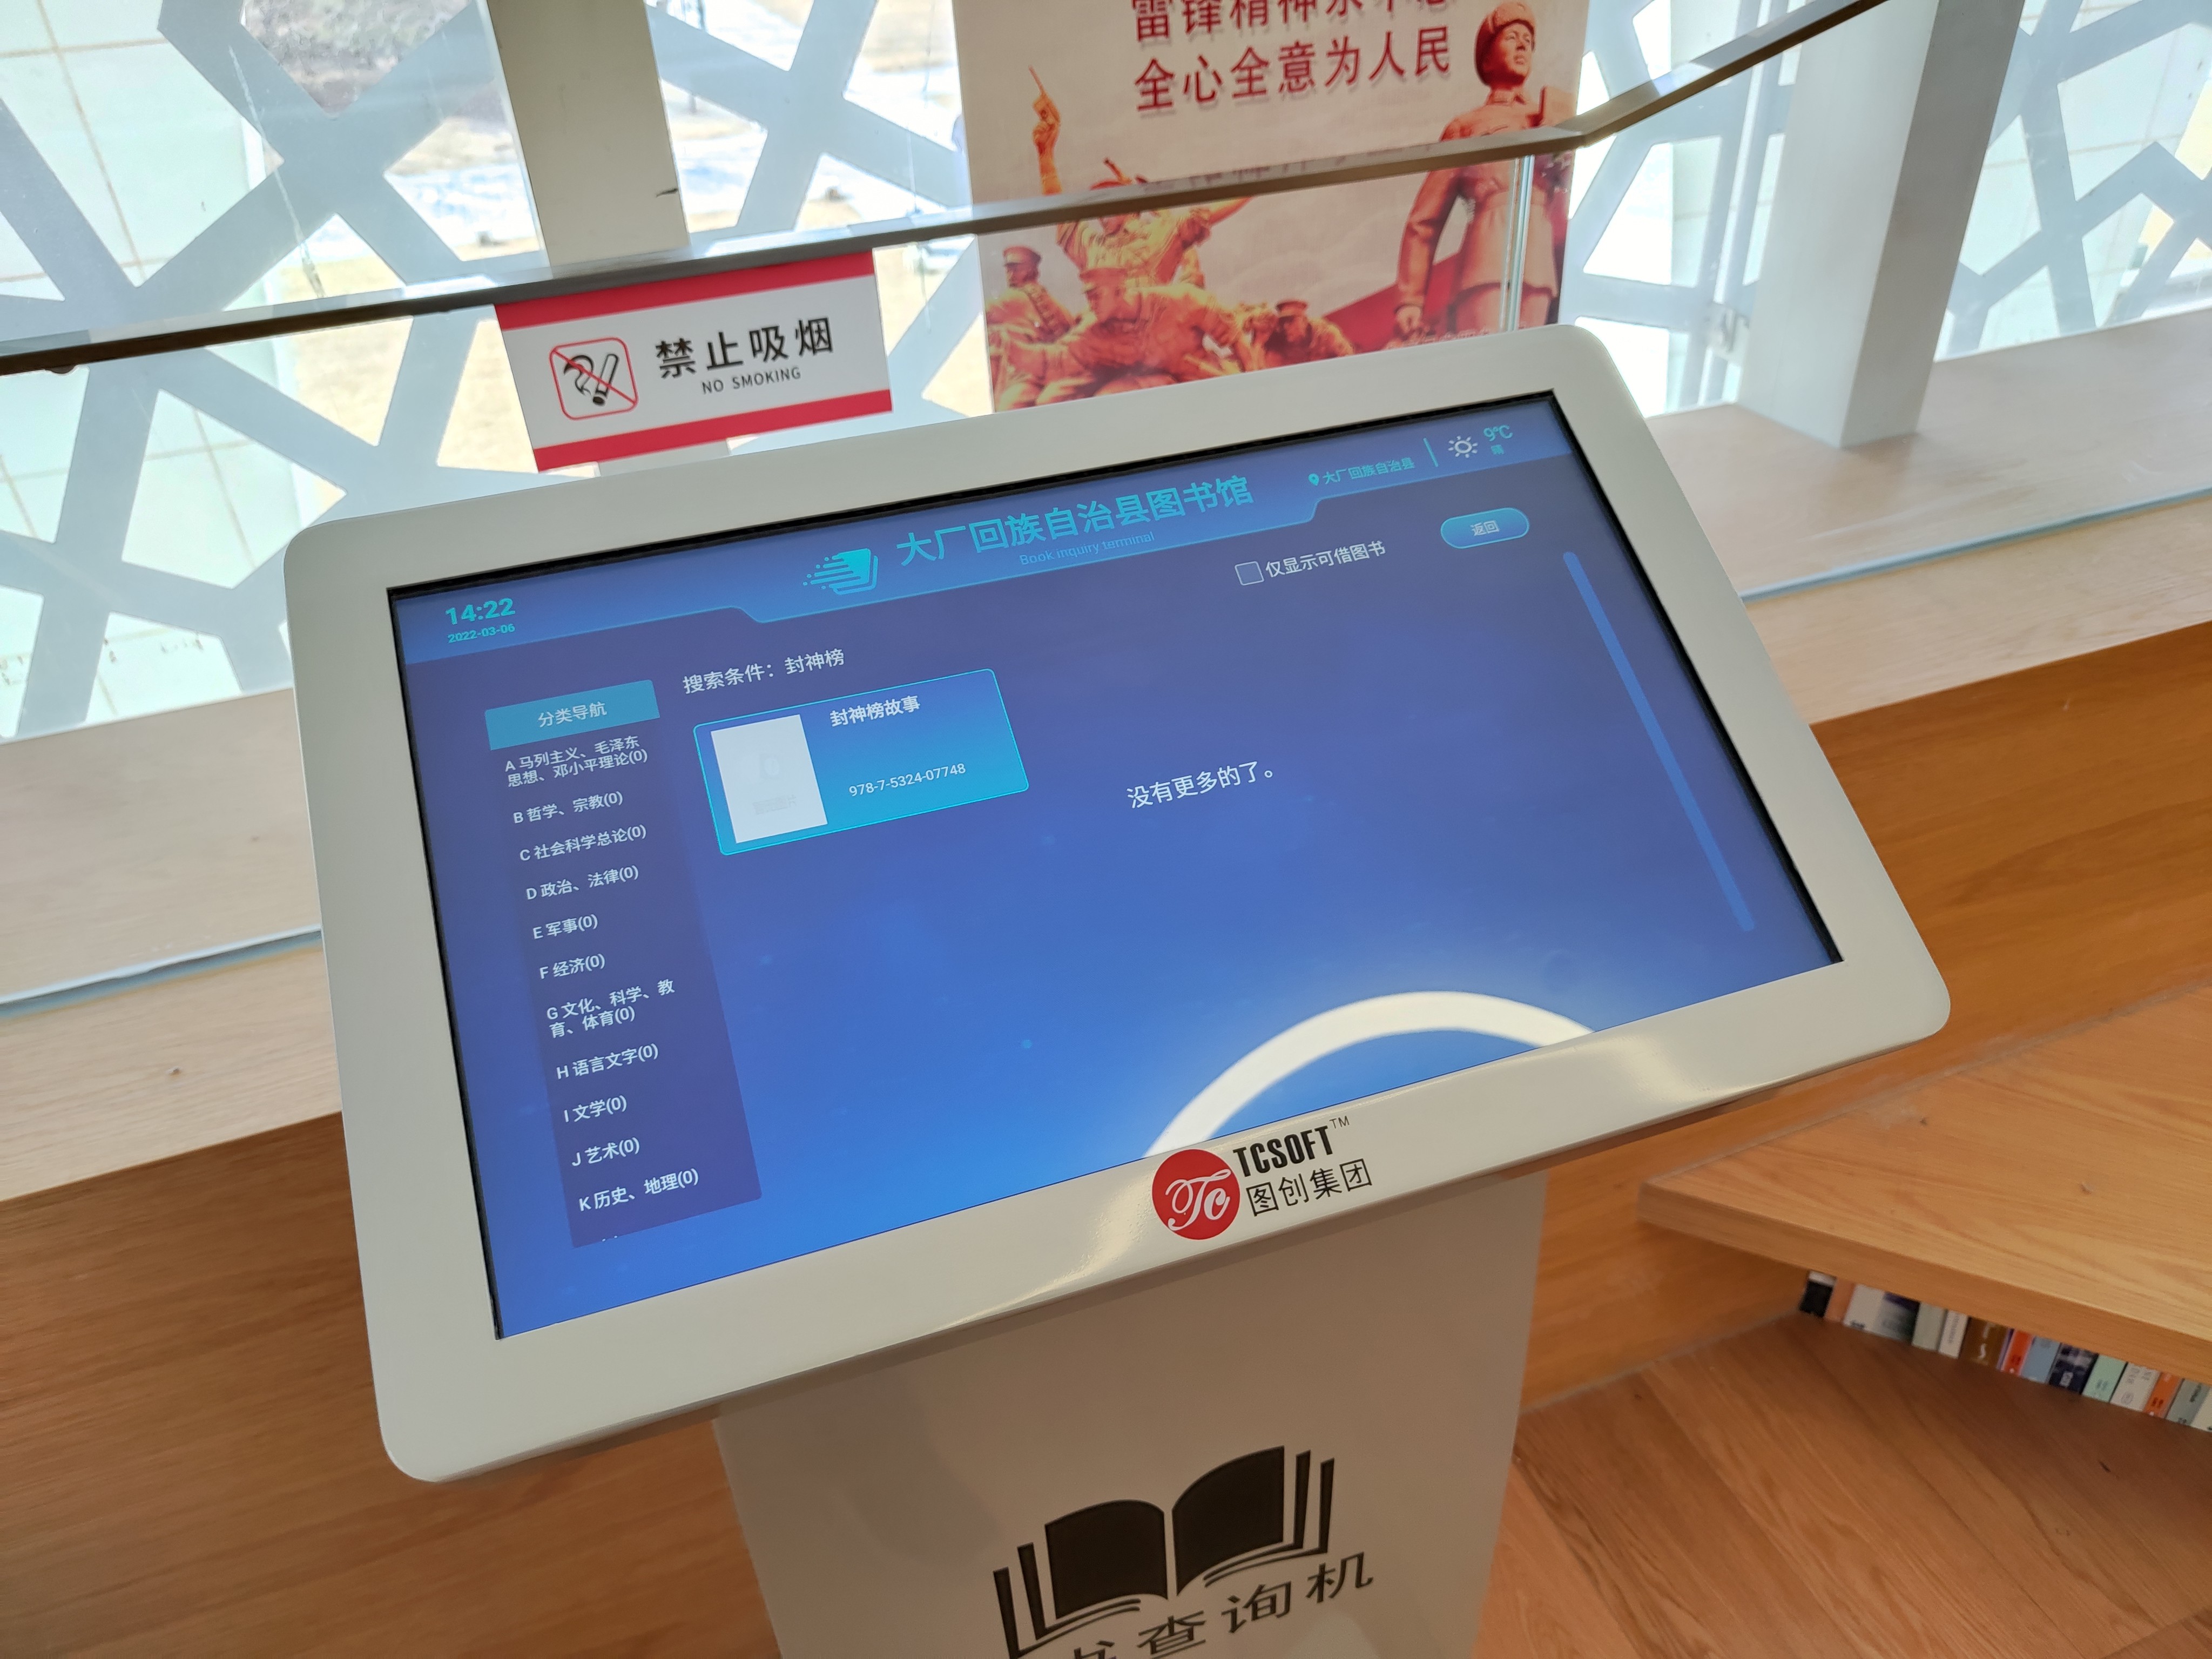 全心全意为人民
禁止吸烟
NO SMOKING
14:22
2022-03-06
大厂回族自治县图书馆
Book inquiry terminal
大厂回族自治县
9℃
晴
仅显示可借图书
返回
搜索条件：封神榜
分类导航
A 马列主义、毛泽东
思想、邓小平理论(0)
B 哲学、宗教(0)
C 社会科学总论(0)
D 政治、法律(0)
E 军事(0)
F 经济(0)
G 文化、科学、教
育、体育(0)
H 语言文字(0)
I 文学(0)
J 艺术(0)
K 历史、地理(0)
封神榜故事
978-7-5324-07748
没有更多的了。
TCSOFT™
Tc
图创集团
查询机